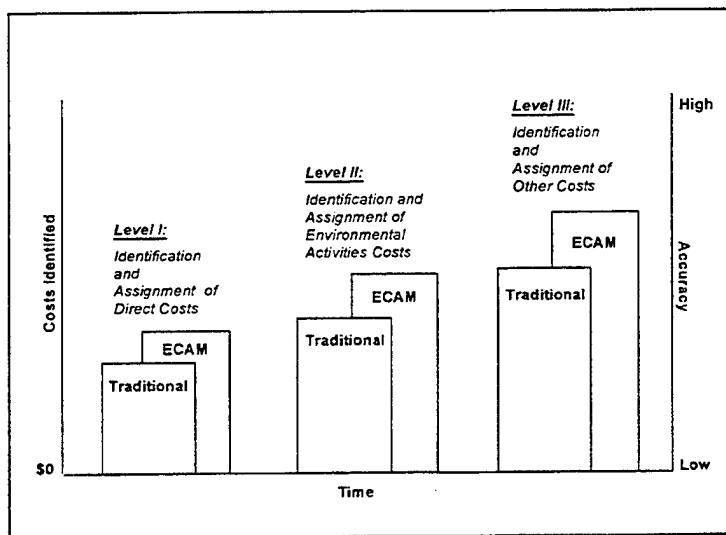 High
Level III:
Identification
and
Assignment of
Other Costs
Level II:
Identification and
Assignment of
Environmental
Activities Costs
Level I:
Identification
and
Assignment of
Direct Costs
ECAM
Traditional
ECAM
Traditional
ECAM
Traditional
Costs Identified
Accuracy
$0
Low
Time